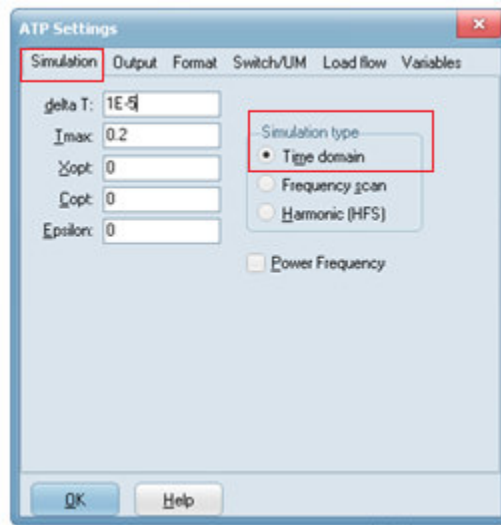 ATP Settings
Simulation Output Format Switch/UM Load flow Variables
delta T: 1E-5
Tmax: 0.2
Xopt: 0
Copt: 0
Epsilon: 0
Simulation type
Time domain
Frequency scan
Harmonic (HFS)
Power Frequency
OK Help